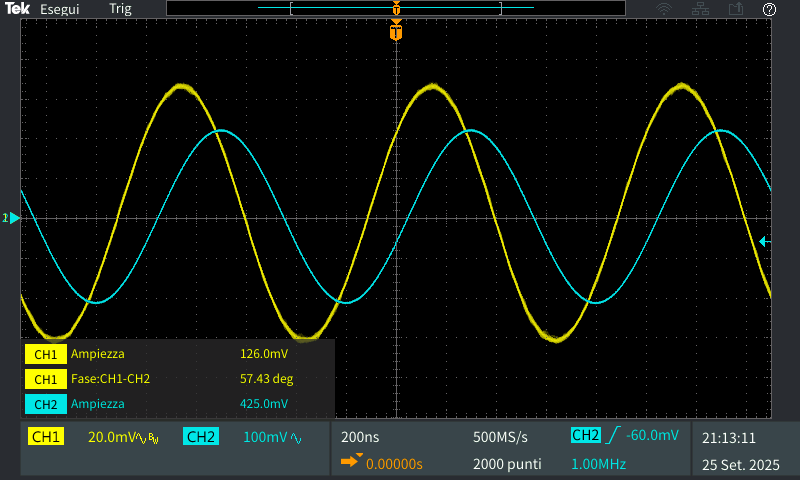 Tek Esegui Trig
T
T
CH1 Ampiezza 126.0mV
CH1 Fase:CH1-CH2 57.43 deg
CH2 Ampiezza 425.0mV
CH1 20.0mV BW CH2 100mV 200ns 500MS/s CH2 -60.0mV 21:13:11
0.00000s 2000 punti 1.00MHz 25 Set. 2025